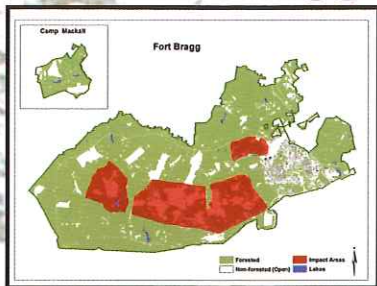 Camp Mackall
Fort Bragg
Forested
Non-forested (Open)
Impact Areas
Lakes